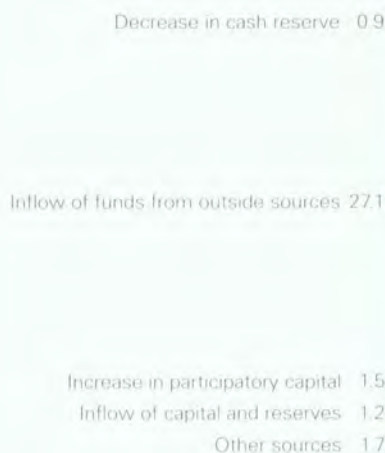 Decrease in cash reserve 0.9
Inflow of funds from outside sources 27.1
Increase in participatory capital 1.5
Inflow of capital and reserves 1.2
Other sources 1.7